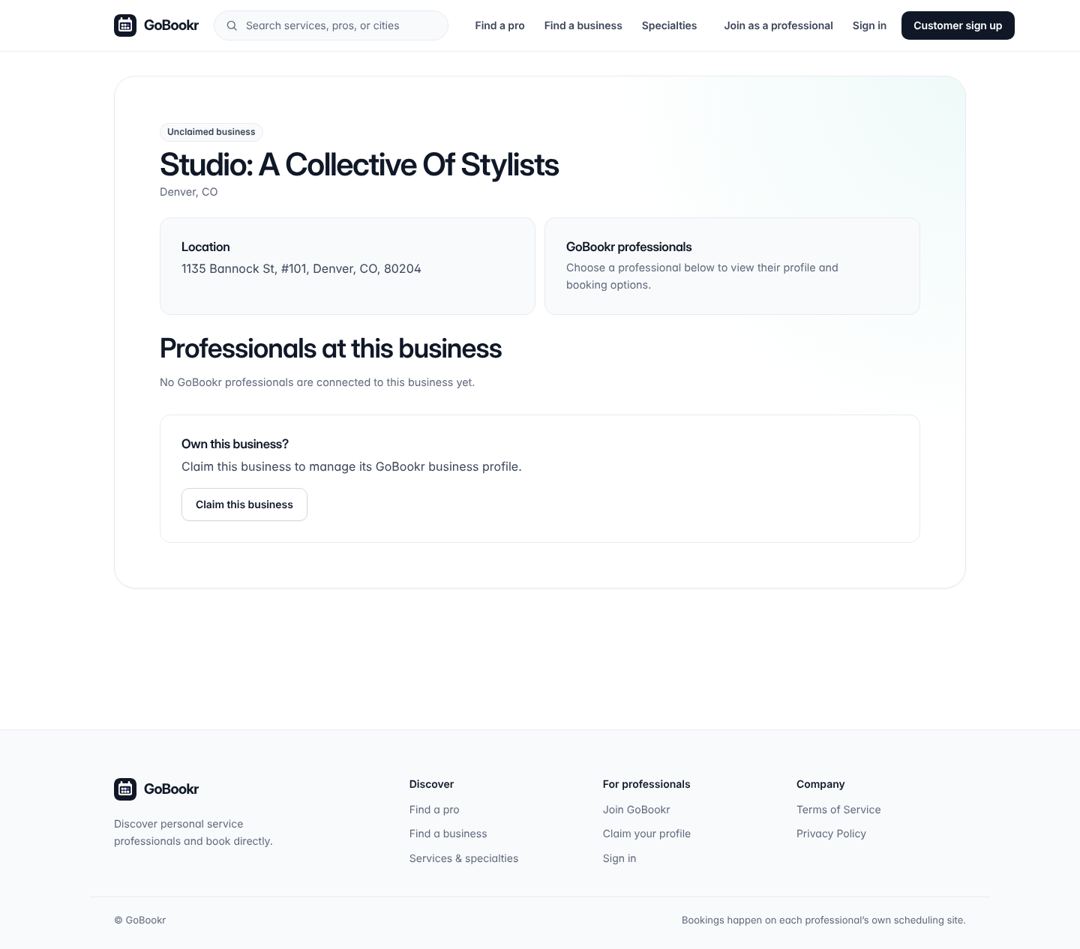 GoBookr
Search services, pros, or cities
Find a pro
Find a business
Specialties
Join as a professional
Sign in
Customer sign up
Unclaimed business
Studio: A Collective Of Stylists
Denver, CO
Location
1135 Bannock St, #101, Denver, CO, 80204
GoBookr professionals
Choose a professional below to view their profile and
booking options.
Professionals at this business
No GoBookr professionals are connected to this business yet.
Own this business?
Claim this business to manage its GoBookr business profile.
Claim this business
GoBookr
Discover personal service
professionals and book directly.
Discover
Find a pro
Find a business
Services & specialties
For professionals
Join GoBookr
Claim your profile
Sign in
Company
Terms of Service
Privacy Policy
© GoBookr
Bookings happen on each professional's own scheduling site.